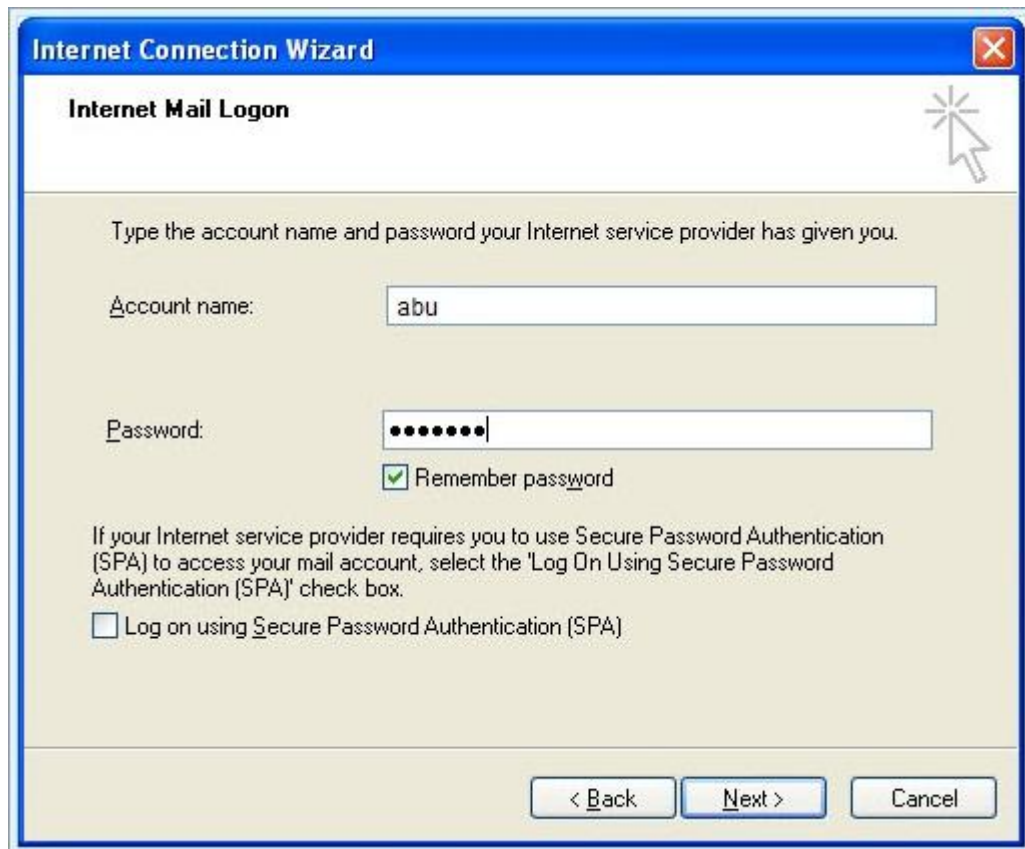 Internet Connection Wizard
Internet Mail Logon
Type the account name and password your Internet service provider has given you.
Account name: abu
Password: •••••••
Remember password
If your Internet service provider requires you to use Secure Password Authentication
(SPA) to access your mail account, select the 'Log On Using Secure Password
Authentication (SPA)' check box.
Log on using Secure Password Authentication (SPA)
< Back Next > Cancel